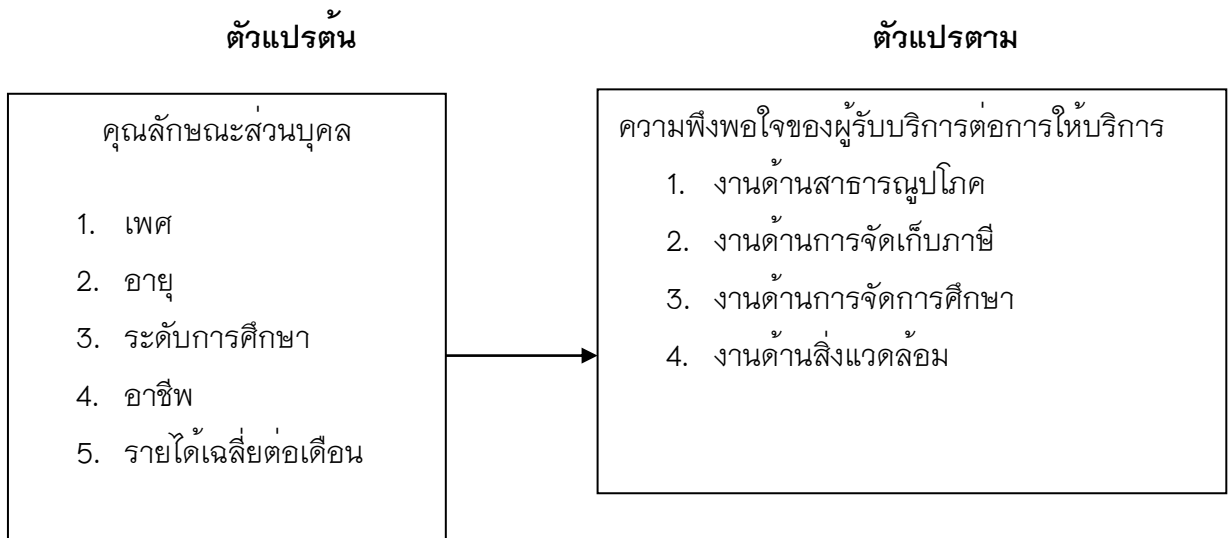 ตัวแปรต้น
ตัวแปรตาม
คุณลักษณะส่วนบุคล
1. เพศ
2. อายุ
3. ระดับการศึกษา
4. อาชีพ
5. รายได้เฉลี่ยต่อเดือน
ความพึงพอใจของผู้รับบริการต่อการให้บริการ
1. งานด้านสาธารณูปโภค
2. งานด้านการจัดเก็บภาษี
3. งานด้านการจัดการศึกษา
4. งานด้านสิ่งแวดล้อม